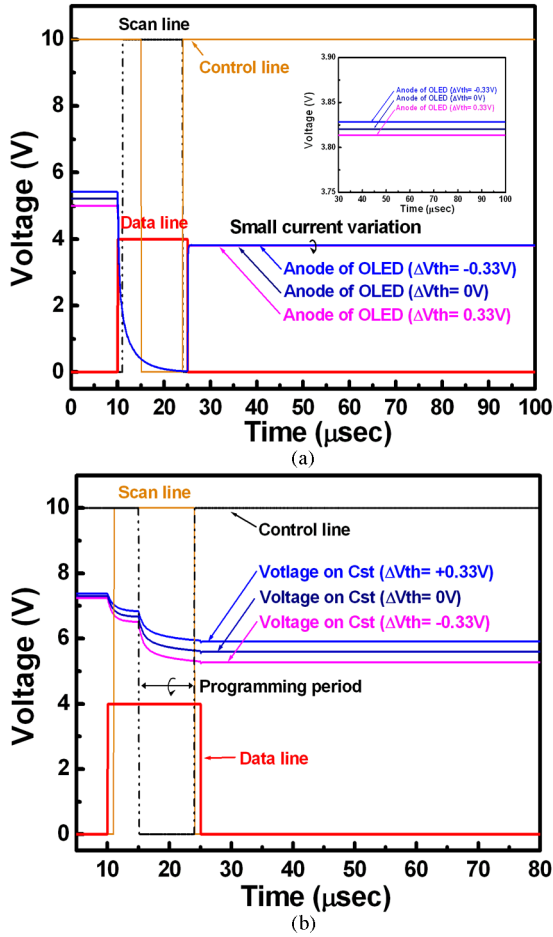 (a)
Scan line
Control line
Data line
Small current variation
Anode of OLED (ΔVth= -0.33V)
Anode of OLED (ΔVth= 0V)
Anode of OLED (ΔVth= 0.33V)
Voltage (V)
10
8
6
4
2
0
0 10 20 30 40 50 60 70 80 90 100
Time (μsec)
3.90
3.83
3.75
Voltage (V)
Anode of OLED (ΔVth= -0.33V)
Anode of OLED (ΔVth= 0V)
Anode of OLED (ΔVth= 0.33V)
30 40 50 60 70 80 90 100
Time (μsec)
(b)
Scan line
Control line
Votlage on Cst (ΔVth= +0.33V)
Voltage on Cst (ΔVth= 0V)
Voltage on Cst (ΔVth= -0.33V)
Programming period
Data line
Voltage (V)
10
8
6
4
2
0
10 20 30 40 50 60 70 80
Time (μsec)